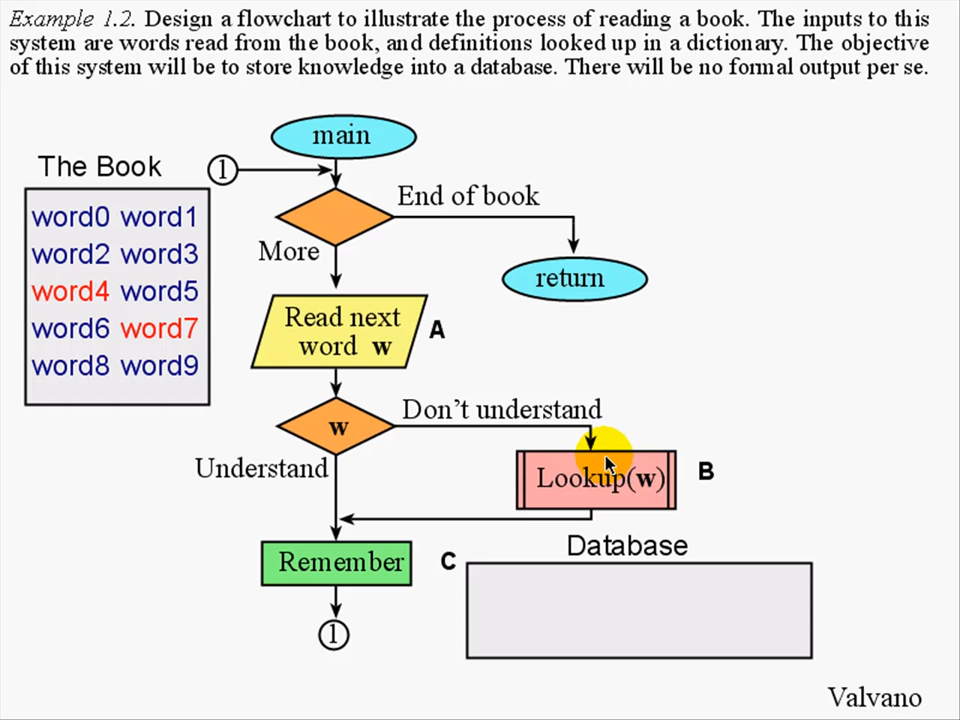 Example 1.2. Design a flowchart to illustrate the process of reading a book. The inputs to this
system are words read from the book, and definitions looked up in a dictionary. The objective
of this system will be to store knowledge into a database. There will be no formal output per se.
main
The Book
1
End of book
word0 word1
More
word2 word3
return
word4 word5
Read next
word w
A
word6 word7
word8 word9
Don't understand
w
Understand
Lookup(w)
B
Database
Remember
C
1
Valvano